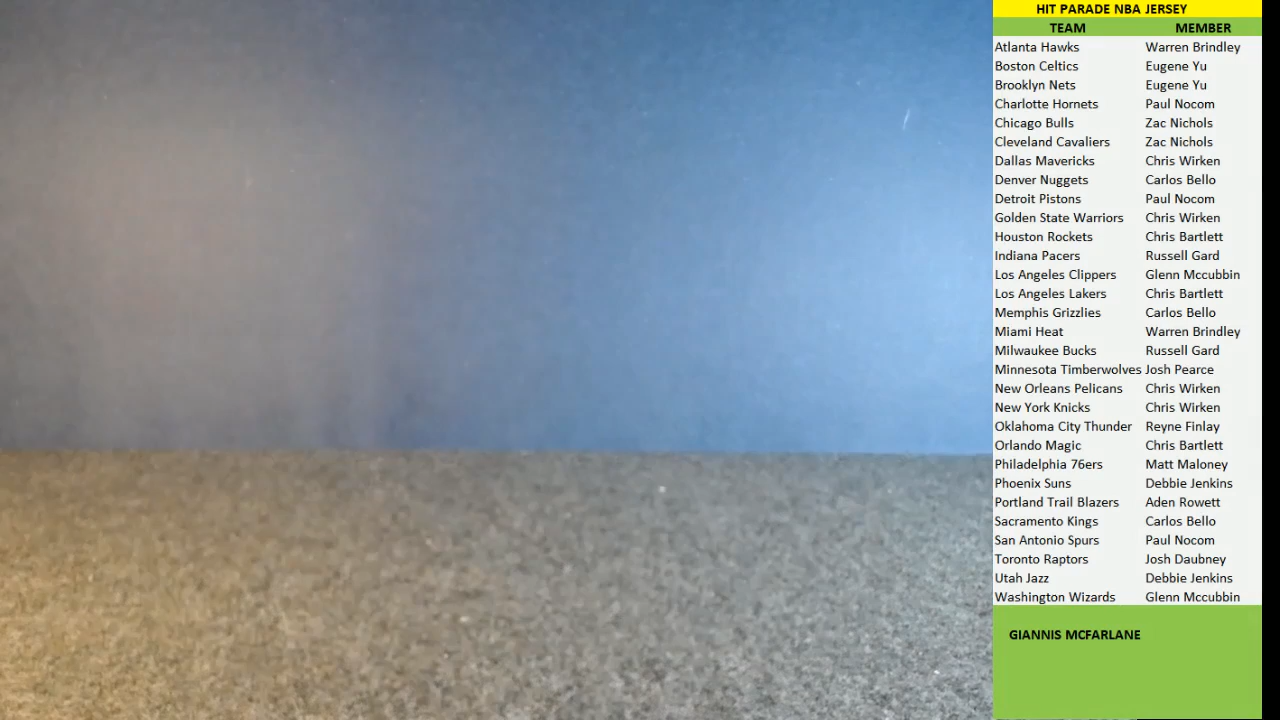 HIT PARADE NBA JERSEY
TEAM MEMBER
Atlanta Hawks Warren Brindley
Boston Celtics Eugene Yu
Brooklyn Nets Eugene Yu
Charlotte Hornets Paul Nocom
Chicago Bulls Zac Nichols
Cleveland Cavaliers Zac Nichols
Dallas Mavericks Chris Wirken
Denver Nuggets Carlos Bello
Detroit Pistons Paul Nocom
Golden State Warriors Chris Wirken
Houston Rockets Chris Bartlett
Indiana Pacers Russell Gard
Los Angeles Clippers Glenn Mccubbin
Los Angeles Lakers Chris Bartlett
Memphis Grizzlies Carlos Bello
Miami Heat Warren Brindley
Milwaukee Bucks Russell Gard
Minnesota Timberwolves Josh Pearce
New Orleans Pelicans Chris Wirken
New York Knicks Chris Wirken
Oklahoma City Thunder Reyne Finlay
Orlando Magic Chris Bartlett
Philadelphia 76ers Matt Maloney
Phoenix Suns Debbie Jenkins
Portland Trail Blazers Aden Rowett
Sacramento Kings Carlos Bello
San Antonio Spurs Paul Nocom
Toronto Raptors Josh Daubney
Utah Jazz Debbie Jenkins
Washington Wizards Glenn Mccubbin
GIANNIS MCFARLANE